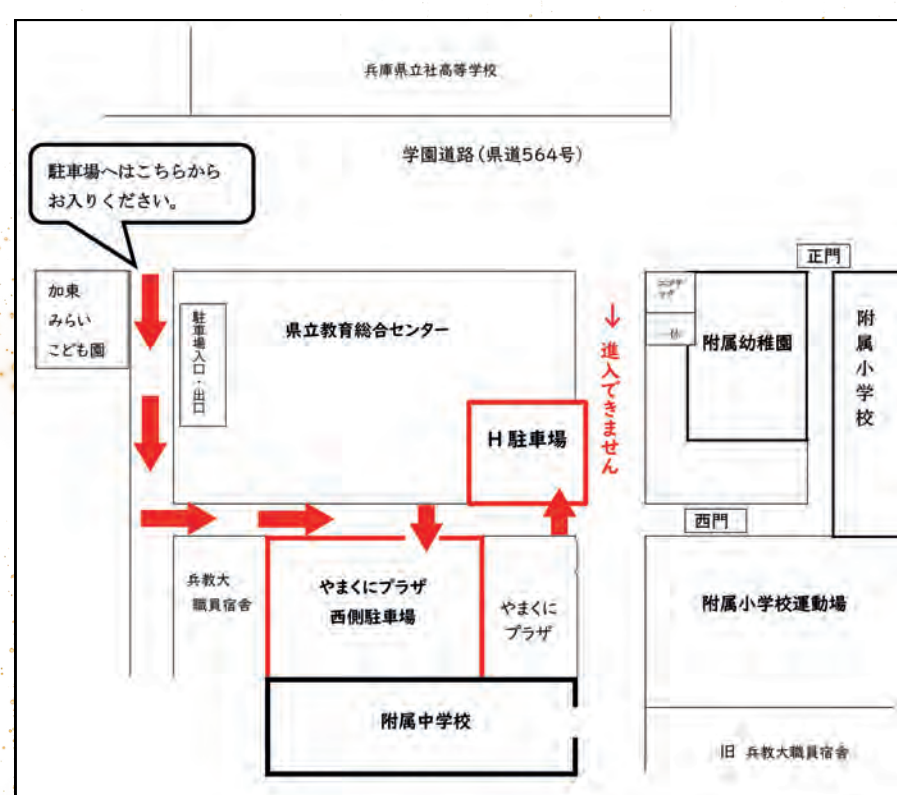 兵庫県立社高等学校
学園道路(県道564号)
駐車場へはこちらから
お入りください。
正門
加東
みらい
こども園
駐車場入口・出口
県立教育総合センター
↓進入できません
附属幼稚園
附属小学校
H 駐車場
西門
兵教大
職員宿舎
やまくにプラザ
西側駐車場
やまくに
プラザ
附属小学校運動場
附属中学校
旧 兵教大職員宿舎